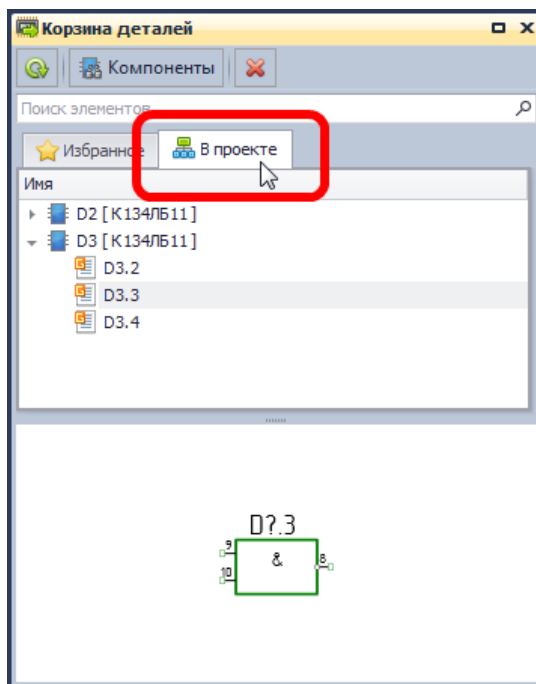 Корзина деталей
Компоненты
Поиск элементов
Избранное
В проекте
Имя
D2 [К134ЛБ11]
D3 [К134ЛБ11]
D3.2
D3.3
D3.4
D?.3
9
&
8
10